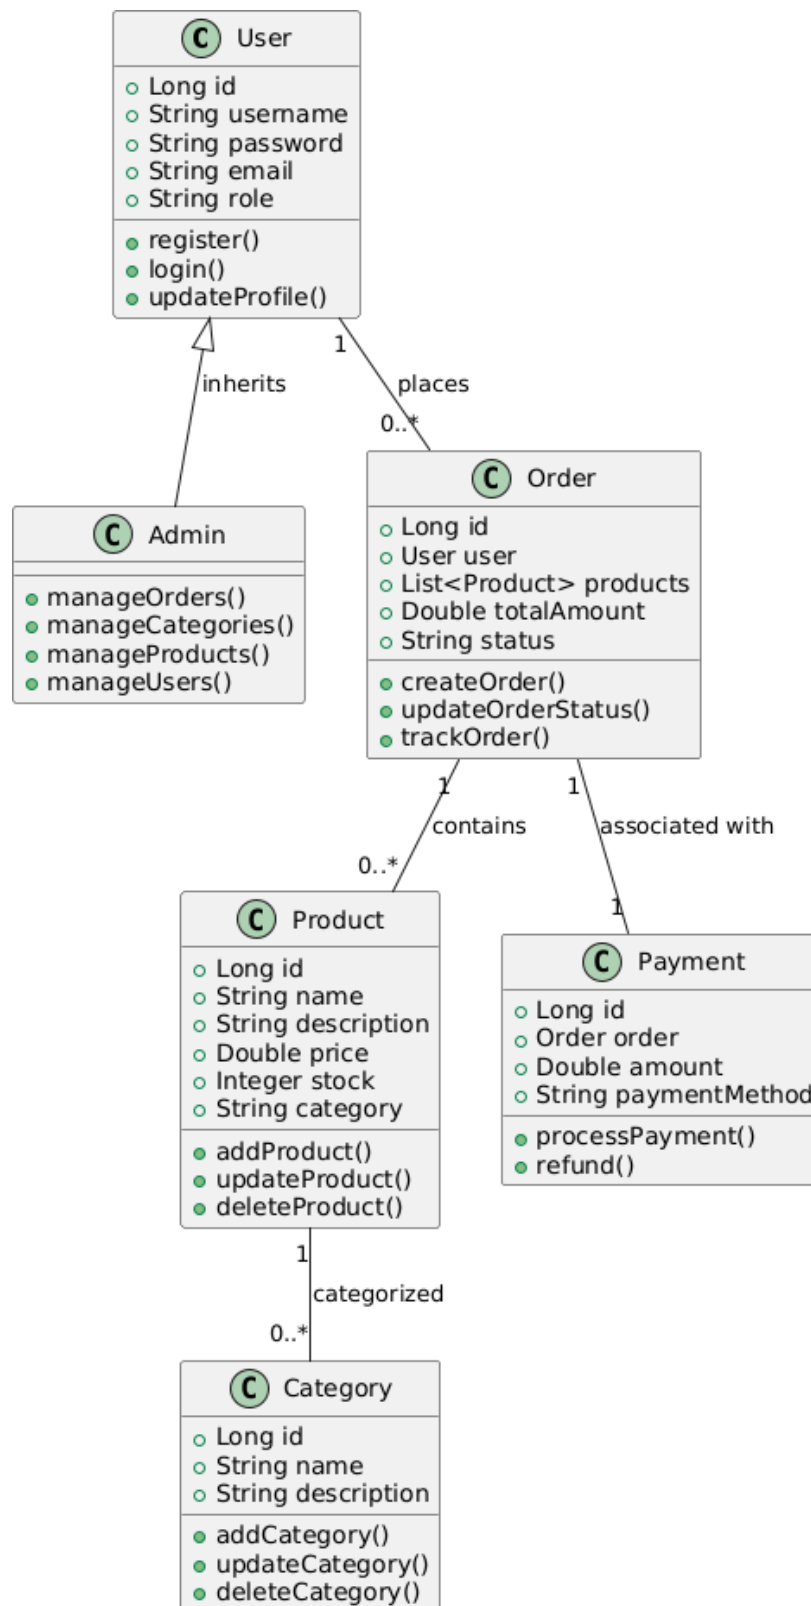 C User
Long id
String username
String password
String email
String role
register()
login()
updateProfile()
1
inherits
places
0..*
C Admin
manageOrders()
manageCategories()
manageProducts()
manageUsers()
C Order
Long id
User user
List<Product> products
Double totalAmount
String status
createOrder()
updateOrderStatus()
trackOrder()
1
1
contains
associated with
0..*
1
C Product
Long id
String name
String description
Double price
Integer stock
String category
addProduct()
updateProduct()
deleteProduct()
C Payment
Long id
Order order
Double amount
String paymentMethod
processPayment()
refund()
1
categorized
0..*
C Category
Long id
String name
String description
addCategory()
updateCategory()
deleteCategory()